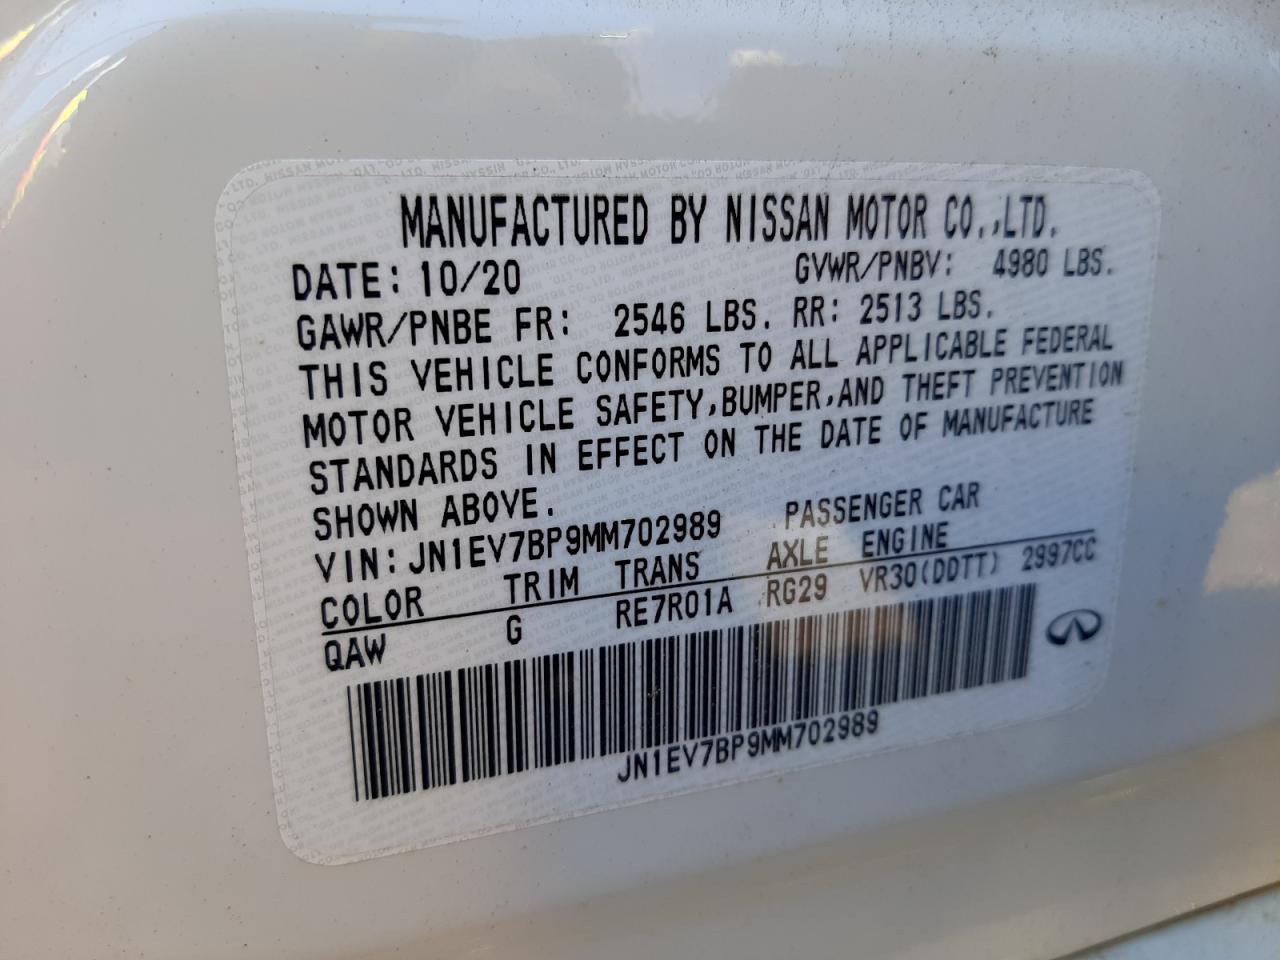 MANUFACTURED BY NISSAN MOTOR CO.,LTD.
DATE: 10/20 GVWR/PNBV: 4980 LBS.
GAWR/PNBE FR: 2546 LBS. RR: 2513 LBS.
THIS VEHICLE CONFORMS TO ALL APPLICABLE FEDERAL
MOTOR VEHICLE SAFETY,BUMPER,AND THEFT PREVENTION
STANDARDS IN EFFECT ON THE DATE OF MANUFACTURE
SHOWN ABOVE.
VIN:JN1EV7BP9MM702989 PASSENGER CAR
COLOR TRIM TRANS AXLE ENGINE
QAW G RE7R01A RG29 VR30(DDTT) 2997CC
JN1EV7BP9MM702989